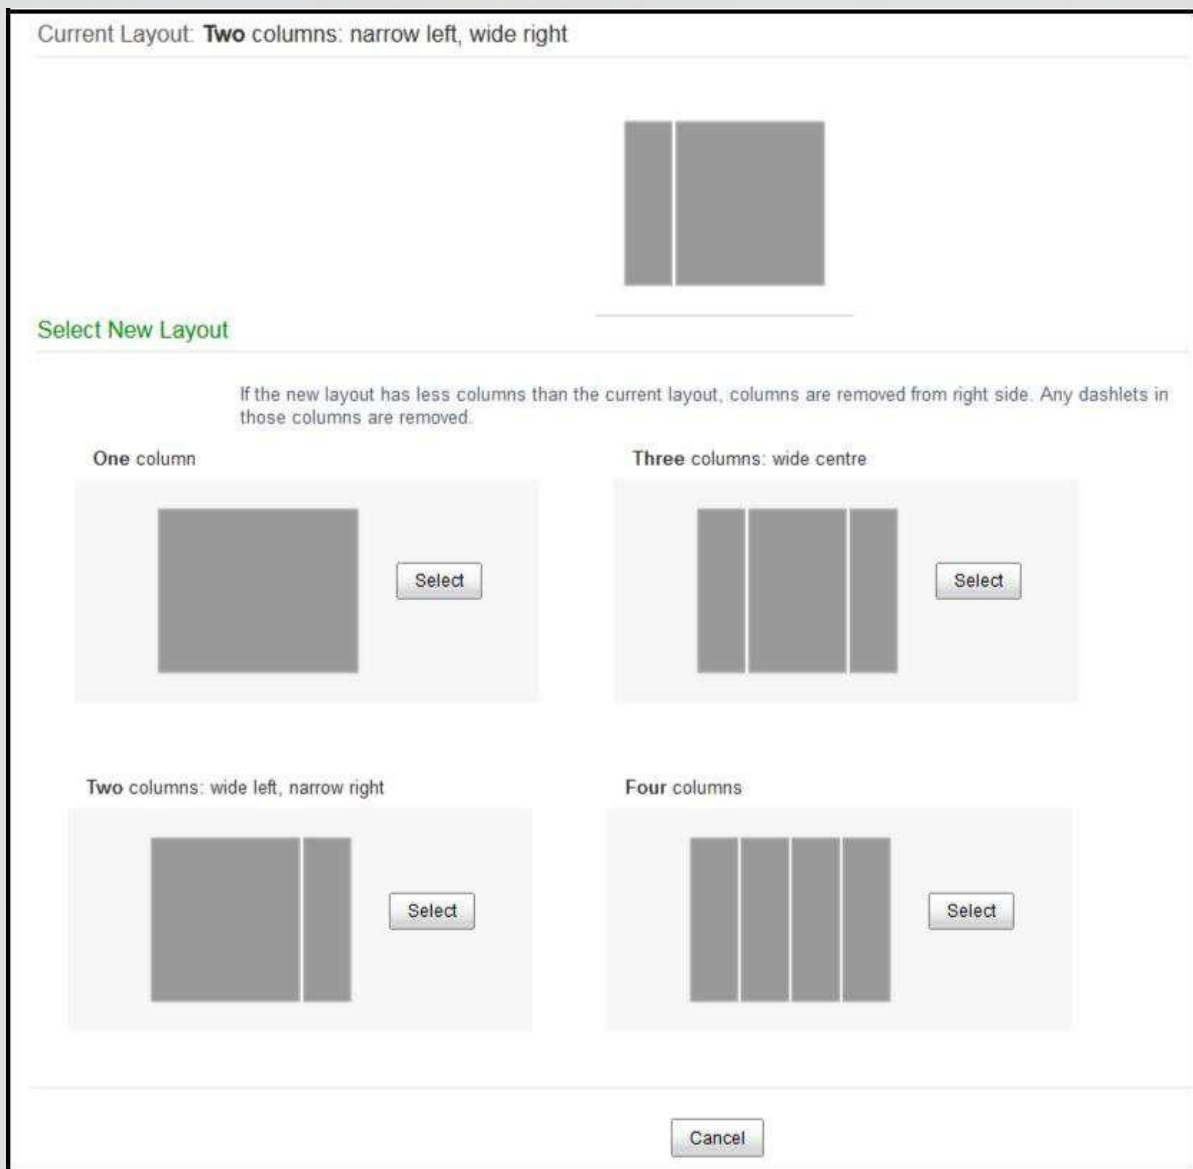 Current Layout: Two columns: narrow left, wide right
Select New Layout
If the new layout has less columns than the current layout, columns are removed from right side. Any dashlets in
those columns are removed.
One column
Three columns: wide centre
Select
Select
Two columns: wide left, narrow right
Four columns
Select
Select
Cancel